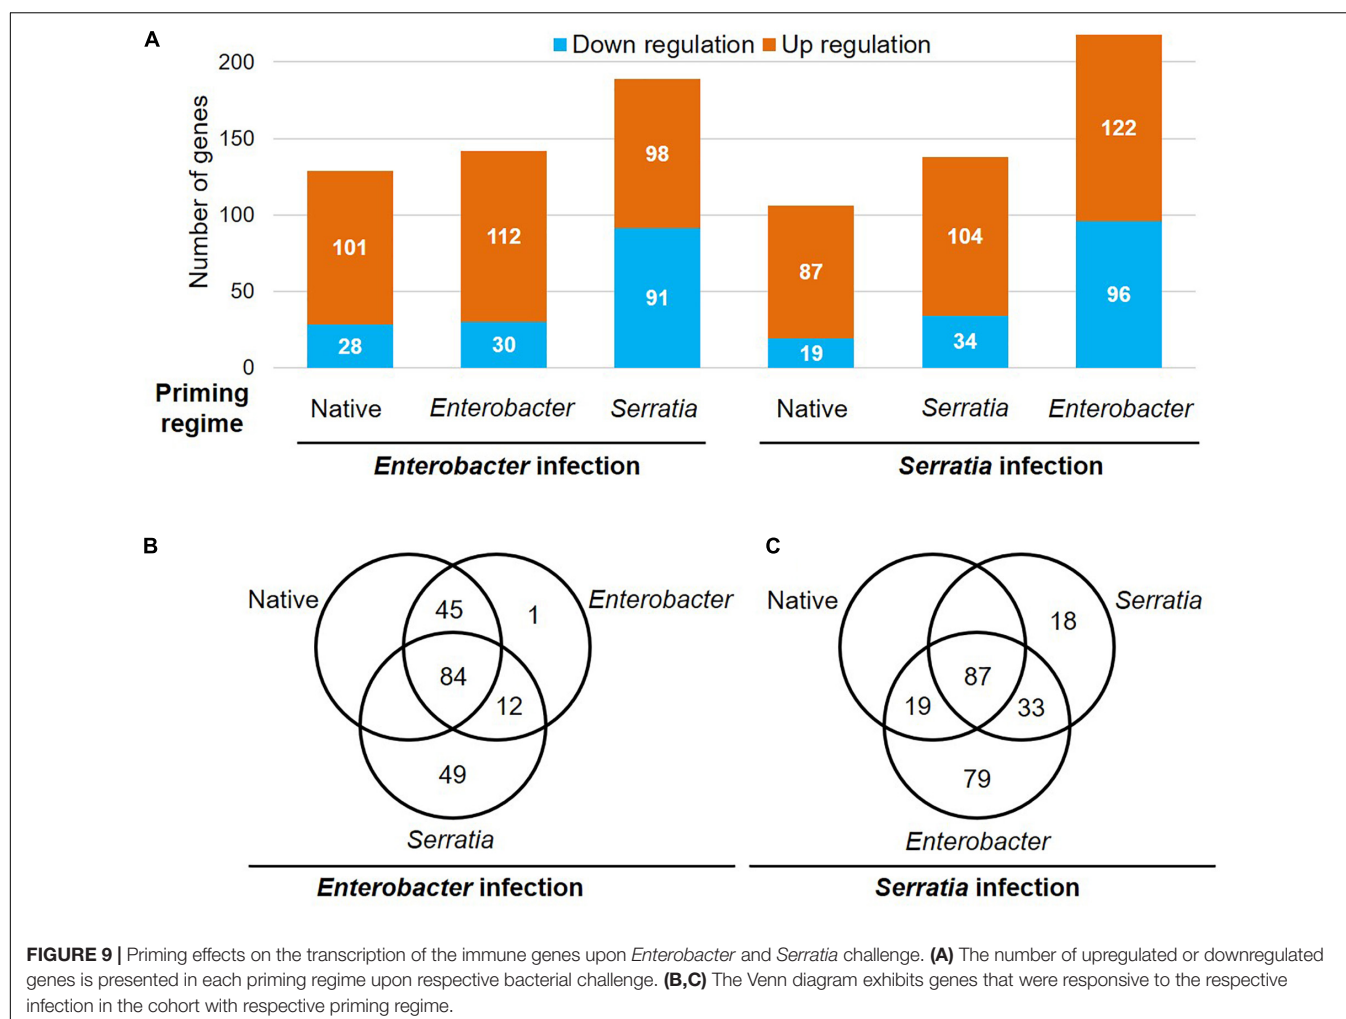 A
Down regulation Up regulation
Number of genes
200
150
100
50
0
101
28
112
30
98
91
87
19
104
34
122
96
Priming
regime
Native Enterobacter Serratia Native Serratia Enterobacter
Enterobacter infection Serratia infection
B
Native
Enterobacter
45
1
84
12
49
Serratia
Enterobacter infection
C
Native
Serratia
18
87
19
33
79
Enterobacter
Serratia infection
FIGURE 9 | Priming effects on the transcription of the immune genes upon Enterobacter and Serratia challenge. (A) The number of upregulated or downregulated
genes is presented in each priming regime upon respective bacterial challenge. (B,C) The Venn diagram exhibits genes that were responsive to the respective
infection in the cohort with respective priming regime.